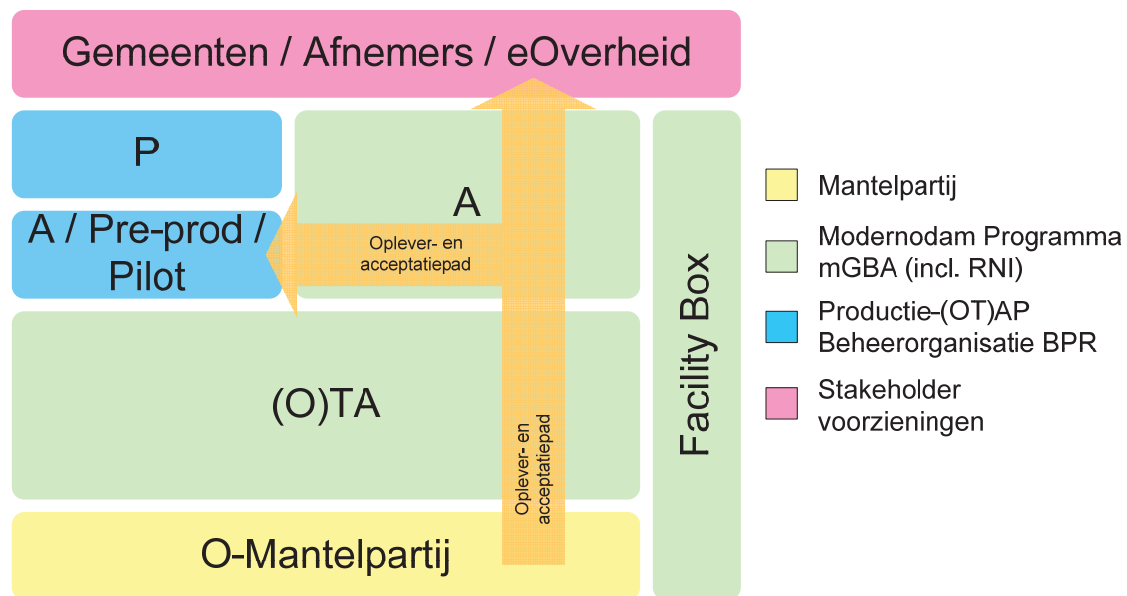 Gemeenten / Afnemers / eOverheid
P
A
A / Pre-prod /
Pilot
Oplever- en
acceptatiepad
(O)TA
Oplever- en
acceptatiepad
O-Mantelpartij
Facility Box
Mantelpartij
Modernodam Programma
mGBA (incl. RNI)
Productie-(OT)AP
Beheerorganisatie BPR
Stakeholder
voorzieningen